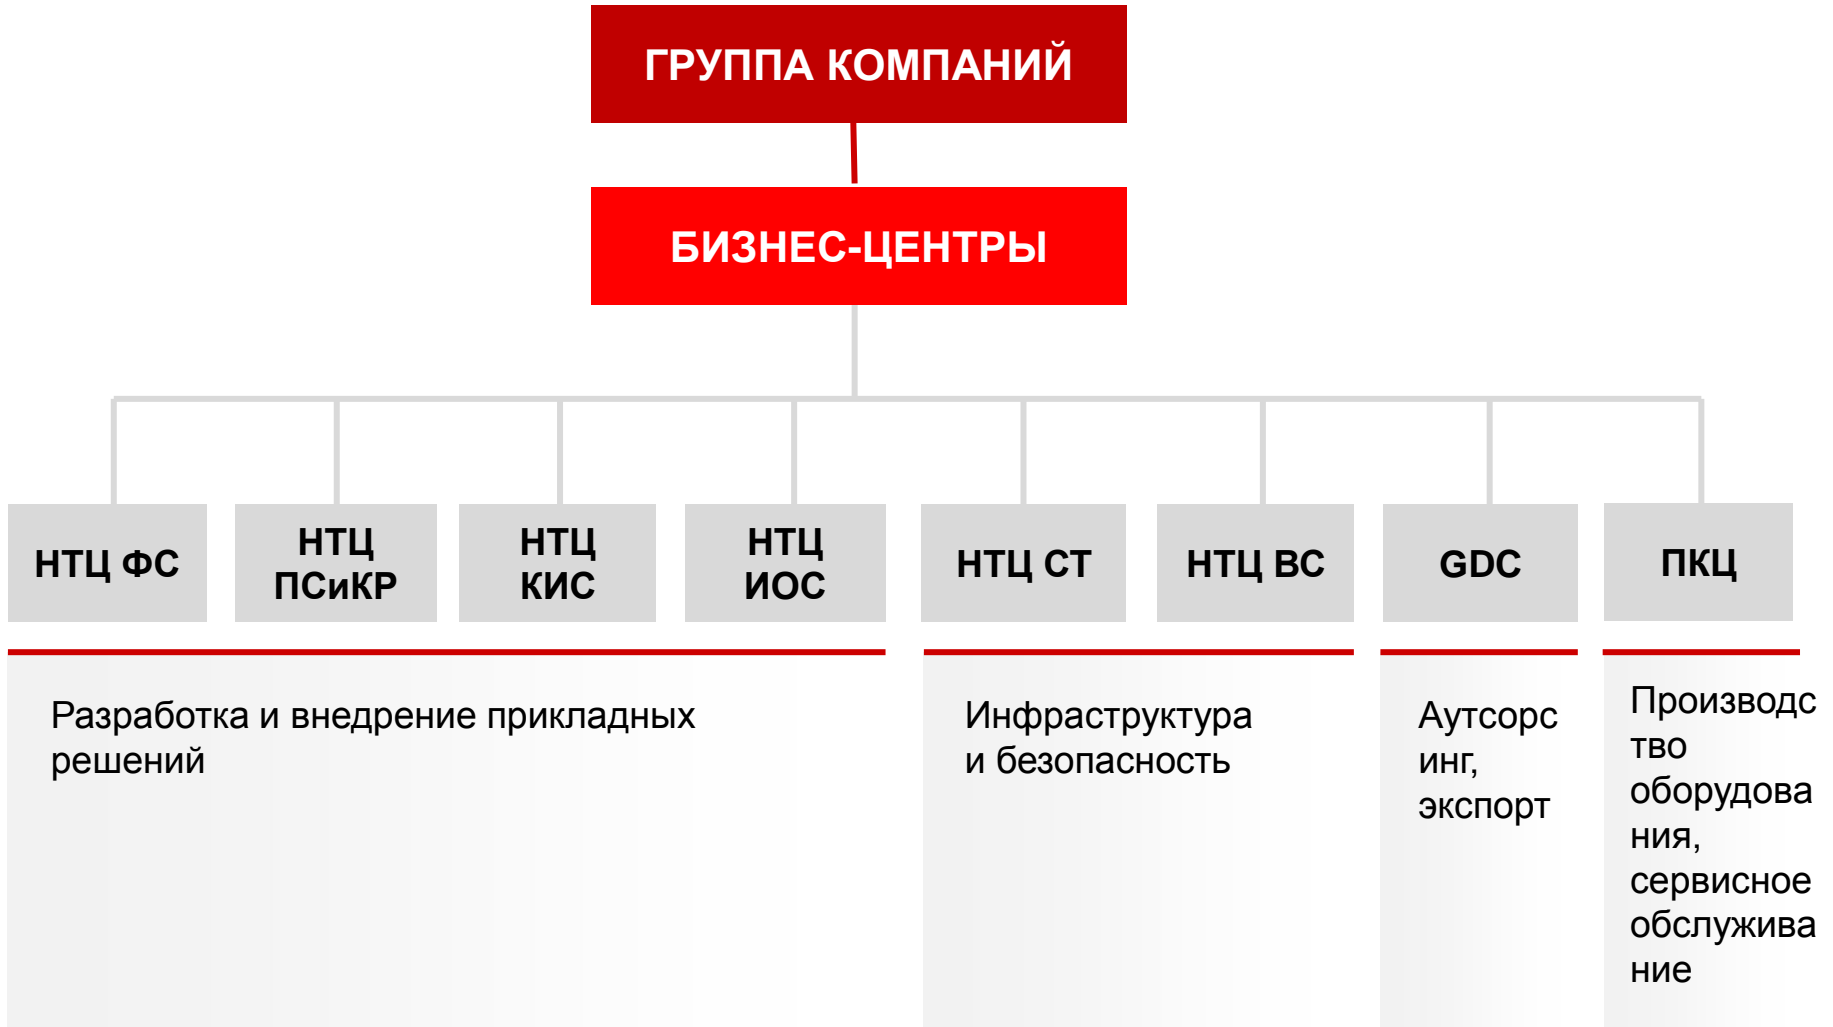 ГРУППА КОМПАНИЙ
БИЗНЕС-ЦЕНТРЫ
НТЦ ФС
НТЦ
ПСиКР
НТЦ
КИС
НТЦ
ИОС
НТЦ СТ
НТЦ ВС
GDC
ПКЦ
Разработка и внедрение прикладных
решений
Инфраструктура
и безопасность
Аутсорс
инг,
экспорт
Производс
тво
оборудова
ния,
сервисное
обслужива
ние